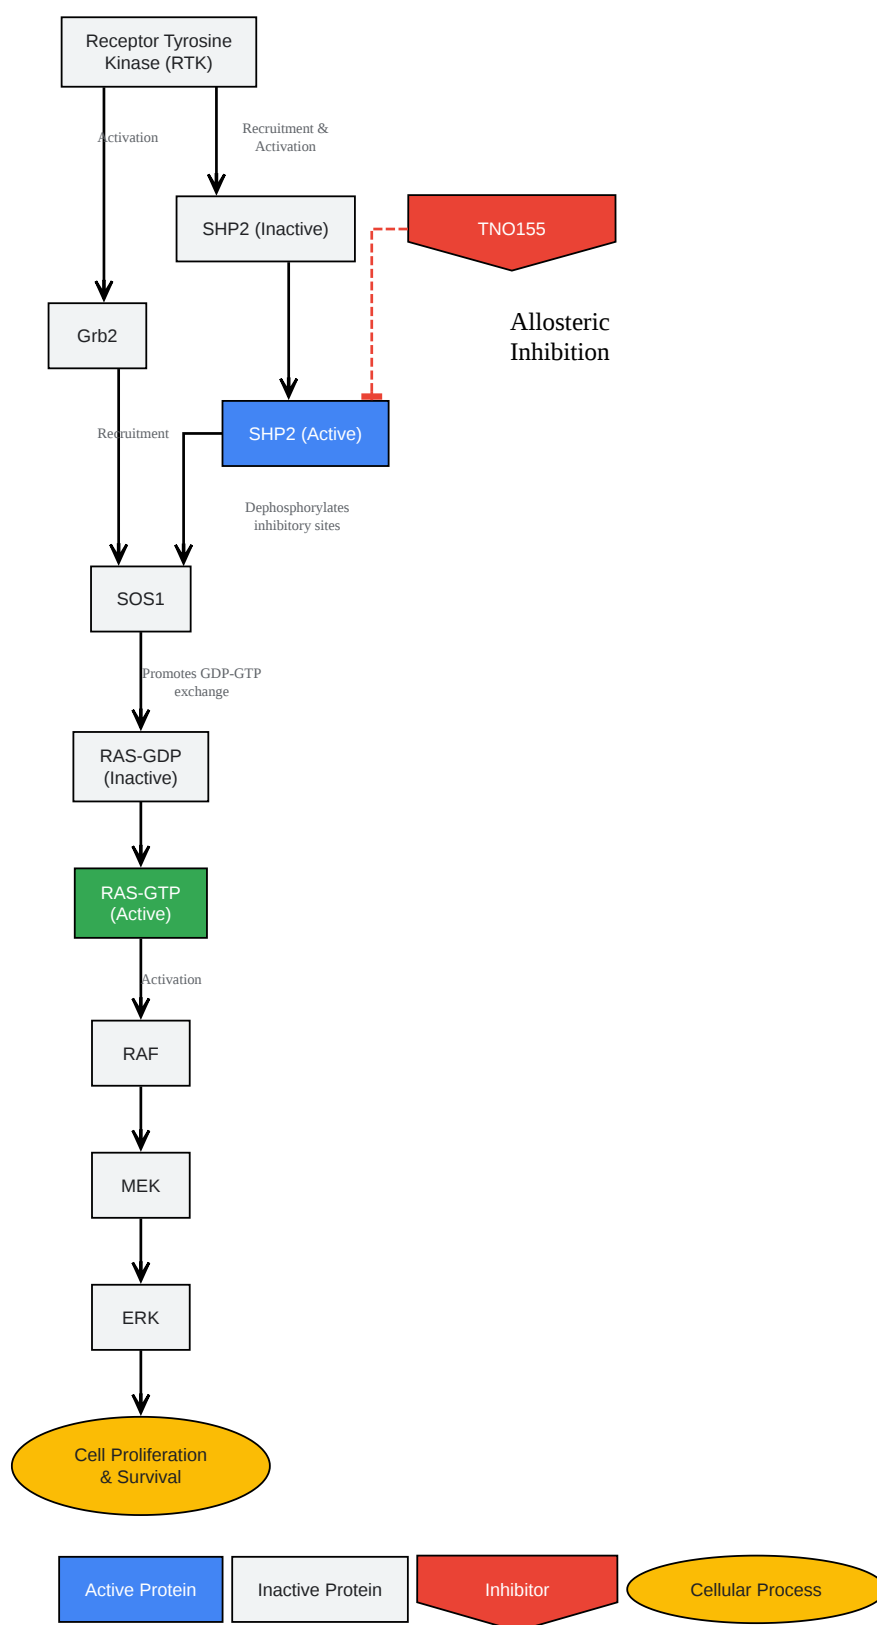 Receptor Tyrosine
Kinase (RTK)
Activation
Recruitment &
Activation
SHP2 (Inactive)
TNO155
Grb2
Allosteric
Inhibition
Recruitment
SHP2 (Active)
Dephosphorylates
inhibitory sites
SOS1
Promotes GDP-GTP
exchange
RAS-GDP
(Inactive)
RAS-GTP
(Active)
Activation
RAF
MEK
ERK
Cell Proliferation
& Survival
Active Protein
Inactive Protein
Inhibitor
Cellular Process